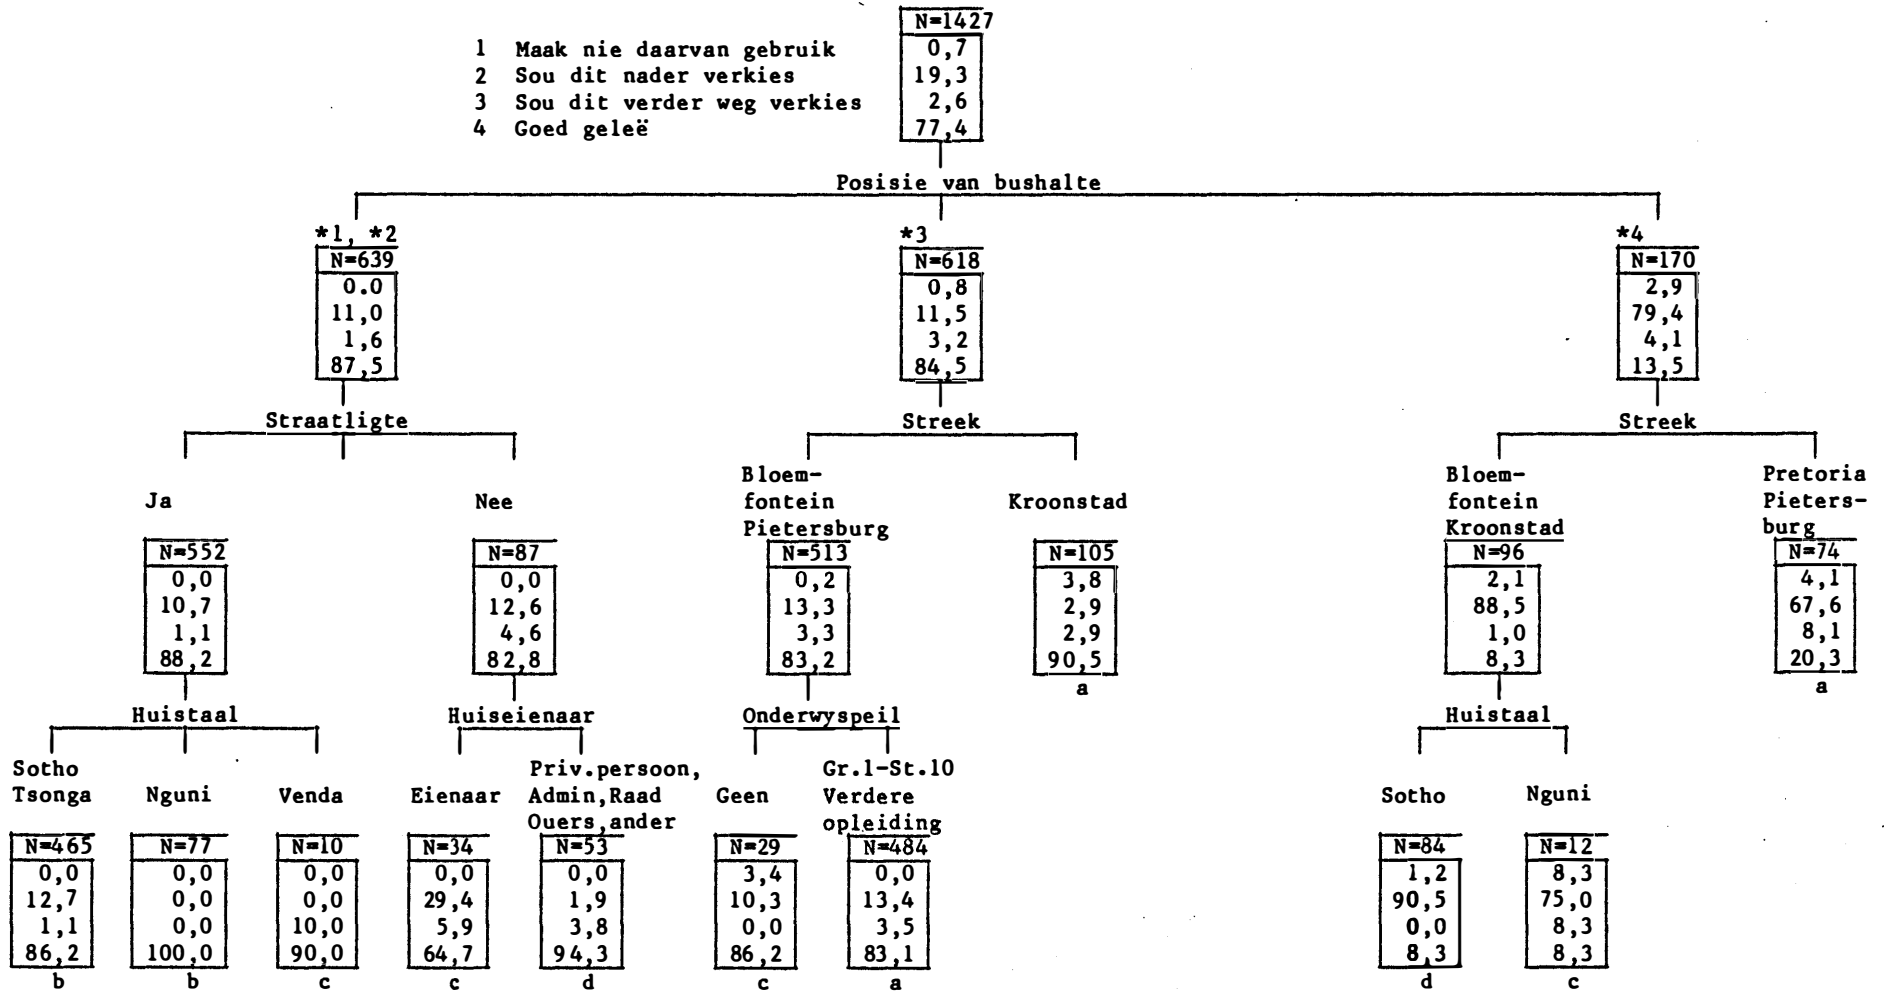 N=1427
1 Maak nie daarvan gebruik 0,7
2 Sou dit nader verkies 19,3
3 Sou dit verder weg verkies 2,6
4 Goed geleë 77,4
Posisie van bushalte
*1, *2 *3 *4
N=639 N=618 N=170
0.0 0,8 2,9
11,0 11,5 79,4
1,6 3,2 4,1
87,5 84,5 13,5
Straatligte Streek Streek
Bloem- Bloem- Pretoria
Ja Nee fontein Kroonstad fontein Pieters-
Pietersburg Kroonstad burg
N=552 N=87 N=513 N=105 N=96 N=74
0,0 0,0 0,2 3,8 2,1 4,1
10,7 12,6 13,3 2,9 88,5 67,6
1,1 4,6 3,3 2,9 1,0 8,1
88,2 82,8 83,2 90,5 8,3 20,3
a a
Huistaal Huiseienaar Onderwyspeil Huistaal
Sotho Priv.persoon, Gr.1-St.10
Tsonga Nguni Venda Eienaar Admin,Raad Geen Verdere Sotho Nguni
Ouers,ander opleiding
N=465 N=77 N=10 N=34 N=53 N=29 N=484 N=84 N=12
0,0 0,0 0,0 0,0 0,0 3,4 0,0 1,2 8,3
12,7 0,0 0,0 29,4 1,9 10,3 13,4 90,5 75,0
1,1 0,0 10,0 5,9 3,8 0,0 3,5 0,0 8,3
86,2 100,0 90,0 64,7 94,3 86,2 83,1 8,3 8,3
b b c c d c a d c